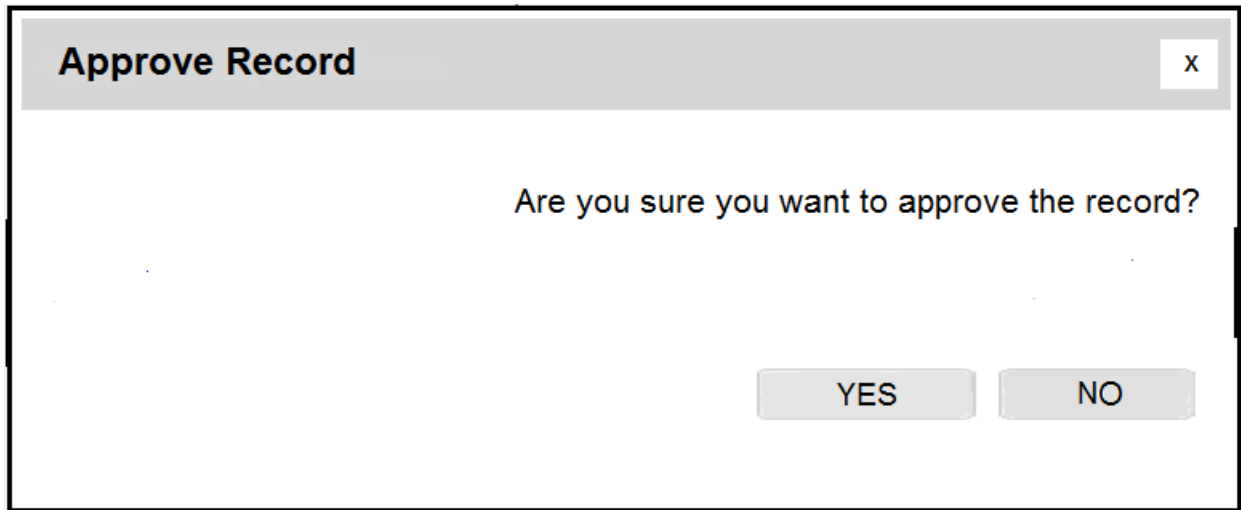 Approve Record
x
Are you sure you want to approve the record?
YES
NO